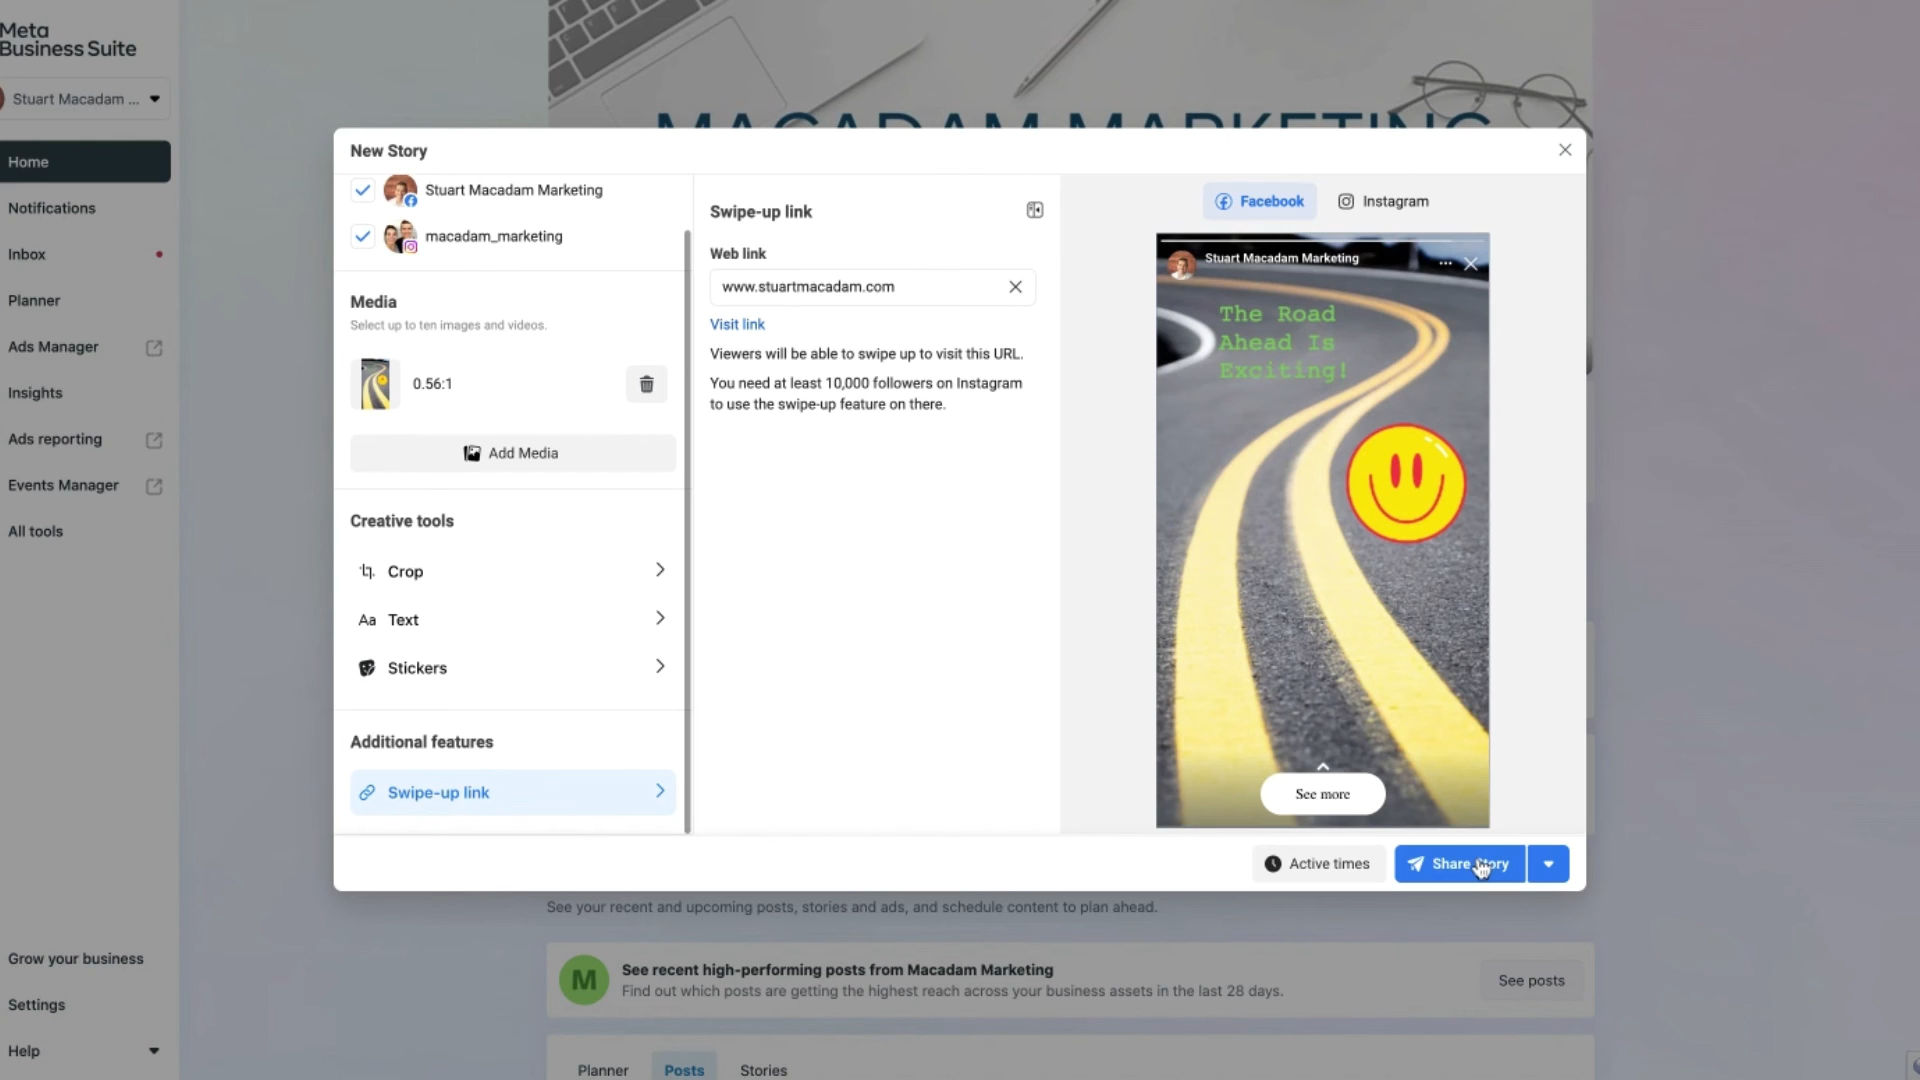 Meta
Business Suite
Stuart Macadam ...
Home
Notifications
Inbox
Planner
Ads Manager
Insights
Ads reporting
Events Manager
All tools
Grow your business
Settings
Help
MACADAM MARKETING
New Story
Stuart Macadam Marketing
macadam_marketing
Media
Select up to ten images and videos.
0.56:1
Add Media
Creative tools
Crop
Aa Text
Stickers
Additional features
Swipe-up link
Swipe-up link
Web link
www.stuartmacadam.com
Visit link
Viewers will be able to swipe up to visit this URL.
You need at least 10,000 followers on Instagram
to use the swipe-up feature on there.
Facebook
Instagram
Stuart Macadam Marketing
The Road
Ahead Is
Exciting!
See more
Active times
Share Story
See your recent and upcoming posts, stories and ads, and schedule content to plan ahead.
M
See recent high-performing posts from Macadam Marketing
Find out which posts are getting the highest reach across your business assets in the last 28 days.
See posts
Planner
Posts
Stories